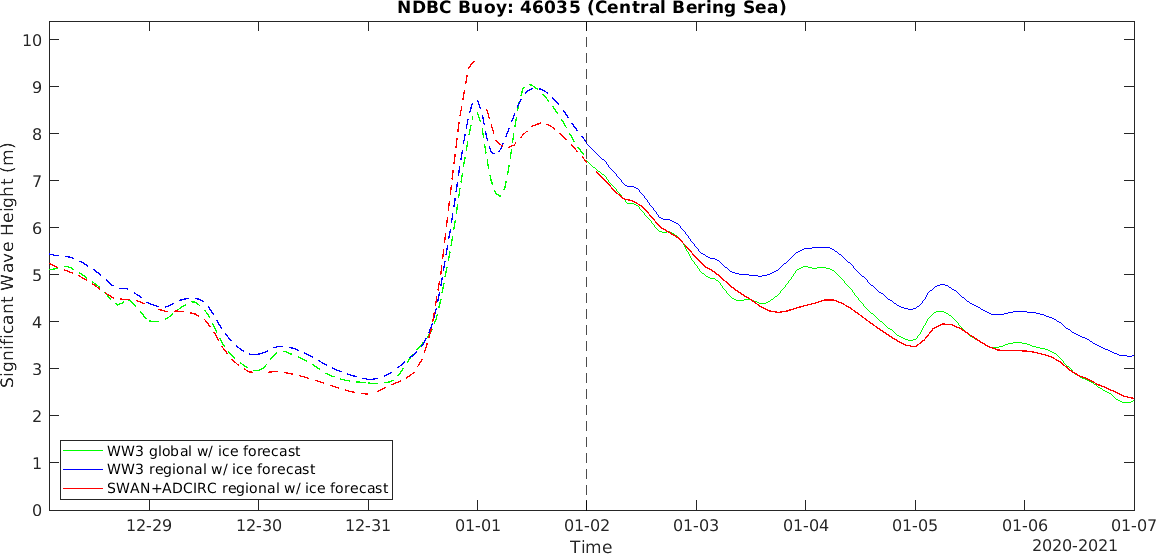 NDBC Buoy: 46035 (Central Bering Sea)
10
9
8
7
6
5
4
3
2
1
0
Significant Wave Height (m)
WW3 global w/ ice forecast
WW3 regional w/ ice forecast
SWAN+ADCIRC regional w/ ice forecast
12-29 12-30 12-31 01-01 01-02 01-03 01-04 01-05 01-06 01-07
Time
2020-2021